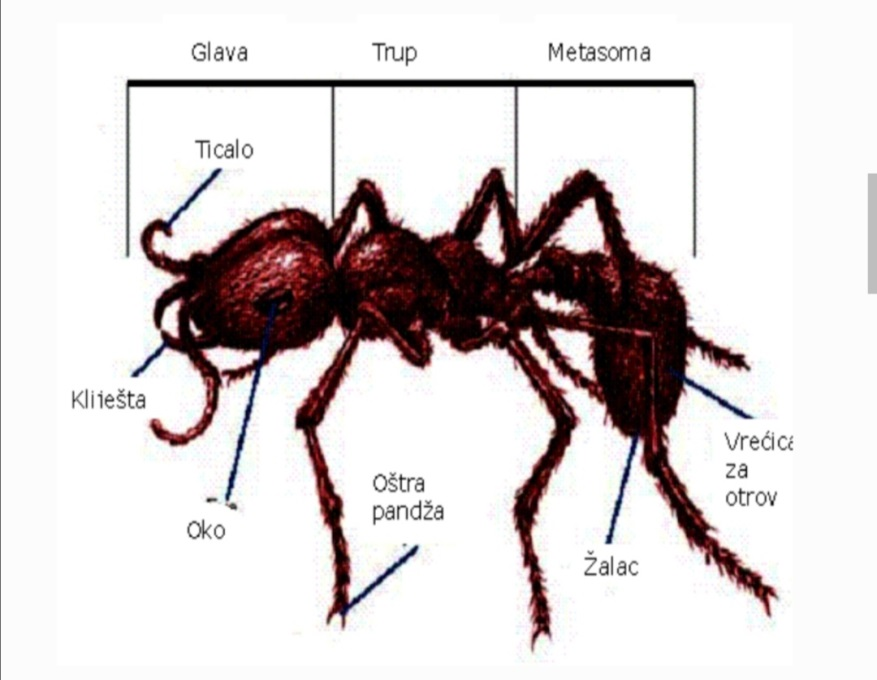 Glava
Trup
Metasoma
Ticalo
Kliješta
Vrećica
za
otrov
Oštra
pandža
Oko
Žalac